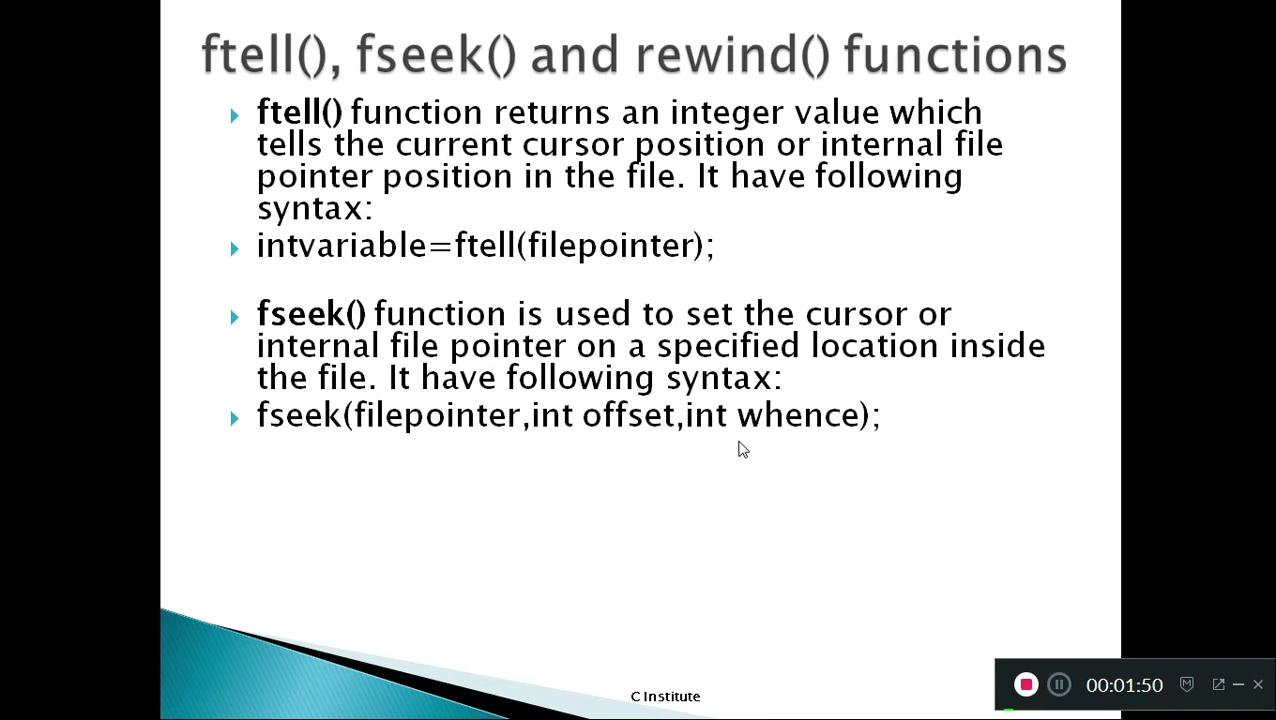 ftell(), fseek() and rewind() functions
ftell() function returns an integer value which
tells the current cursor position or internal file
pointer position in the file. It have following
syntax:
intvariable=ftell(filepointer);
fseek() function is used to set the cursor or
internal file pointer on a specified location inside
the file. It have following syntax:
fseek(filepointer,int offset,int whence);
C Institute
00:01:50